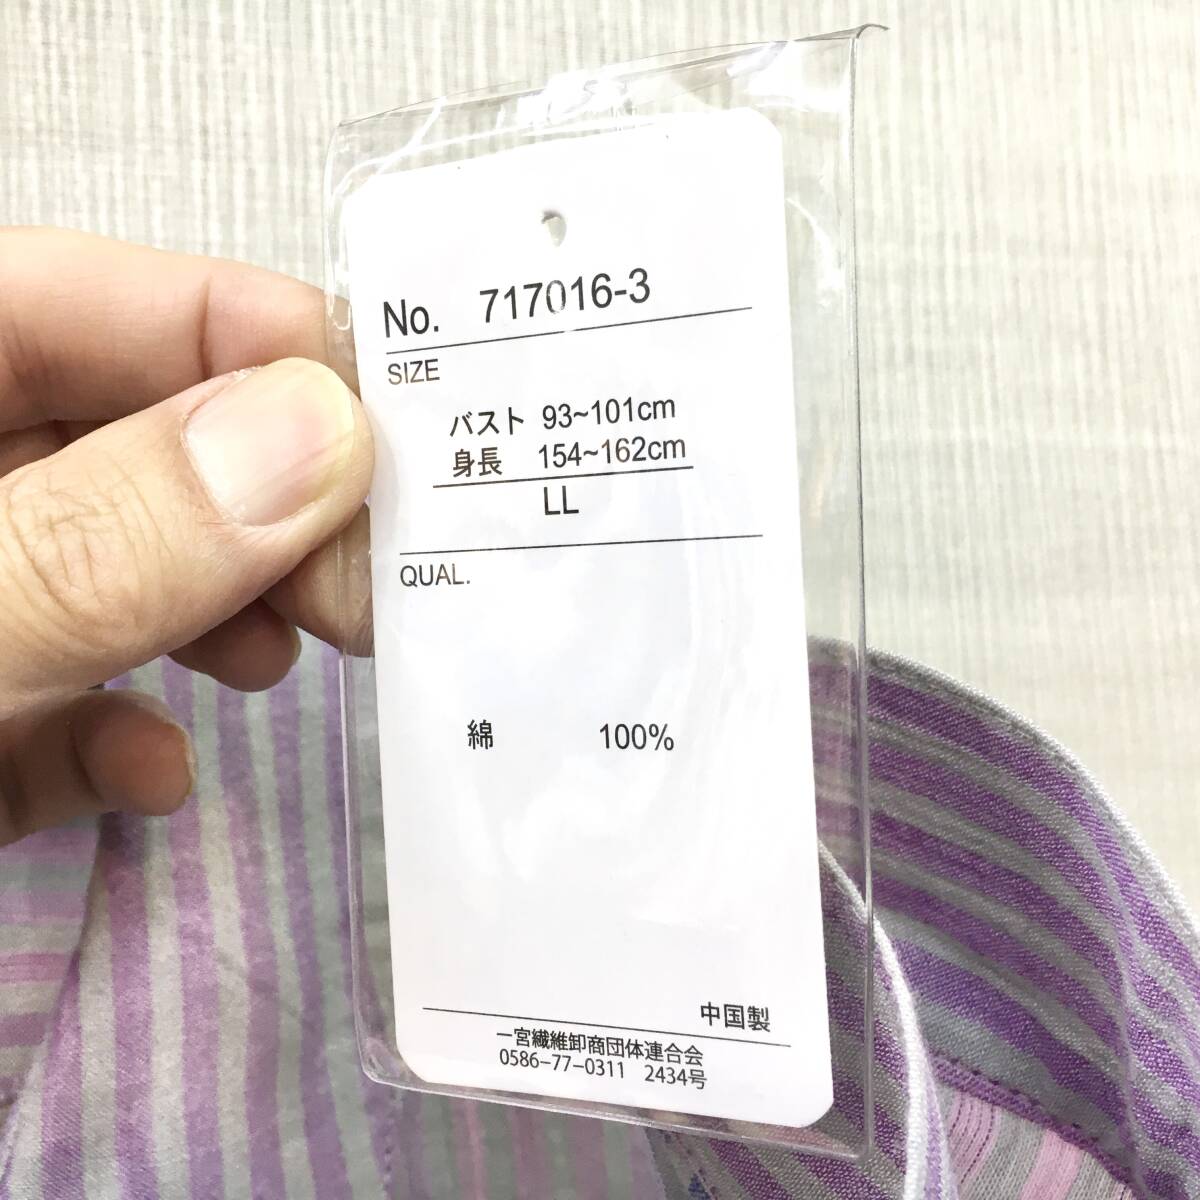 No. 717016-3
SIZE
バスト 93~101cm
身長 154~162cm
LL
QUAL.
綿 100%
中国製
一宮繊維卸商団体連合会
0586-77-0311 2434号